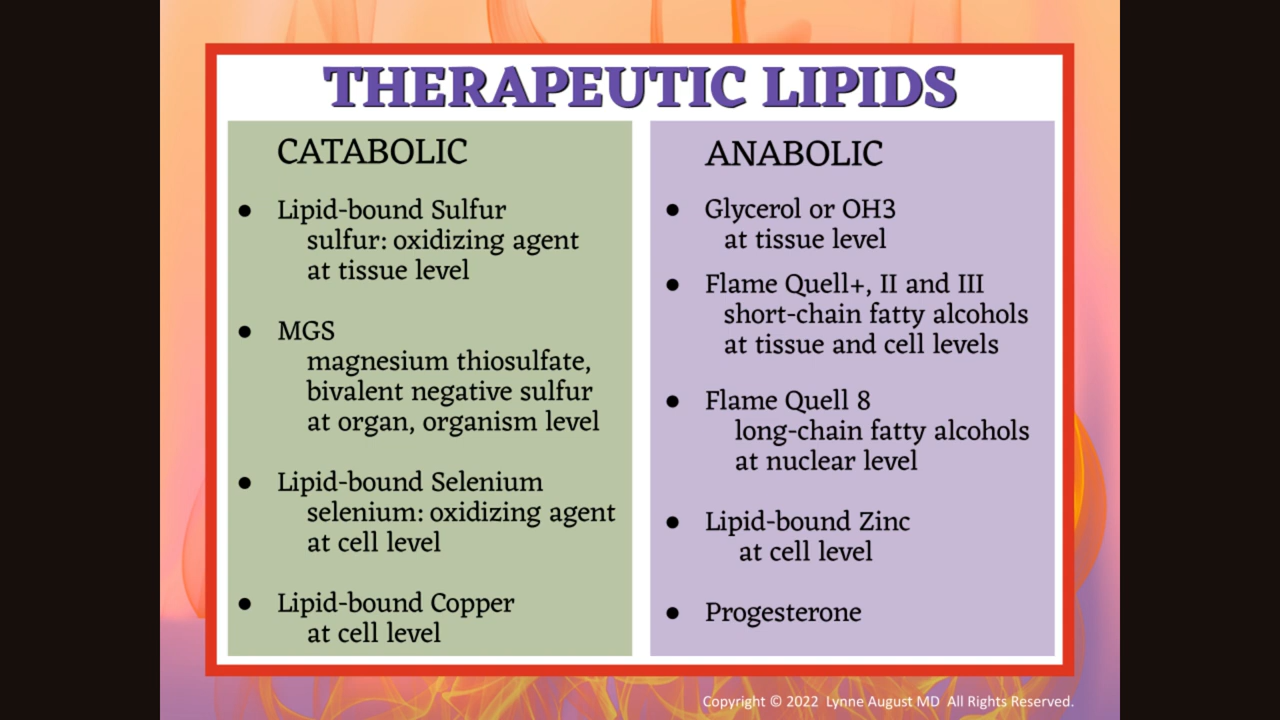 THERAPEUTIC LIPIDS
CATABOLIC
● Lipid-bound Sulfur
sulfur: oxidizing agent
at tissue level
● MGS
magnesium thiosulfate,
bivalent negative sulfur
at organ, organism level
● Lipid-bound Selenium
selenium: oxidizing agent
at cell level
● Lipid-bound Copper
at cell level
ANABOLIC
● Glycerol or OH3
at tissue level
● Flame Quell+, II and III
short-chain fatty alcohols
at tissue and cell levels
● Flame Quell 8
long-chain fatty alcohols
at nuclear level
● Lipid-bound Zinc
at cell level
● Progesterone
Copyright © 2022 Lynne August MD All Rights Reserved.